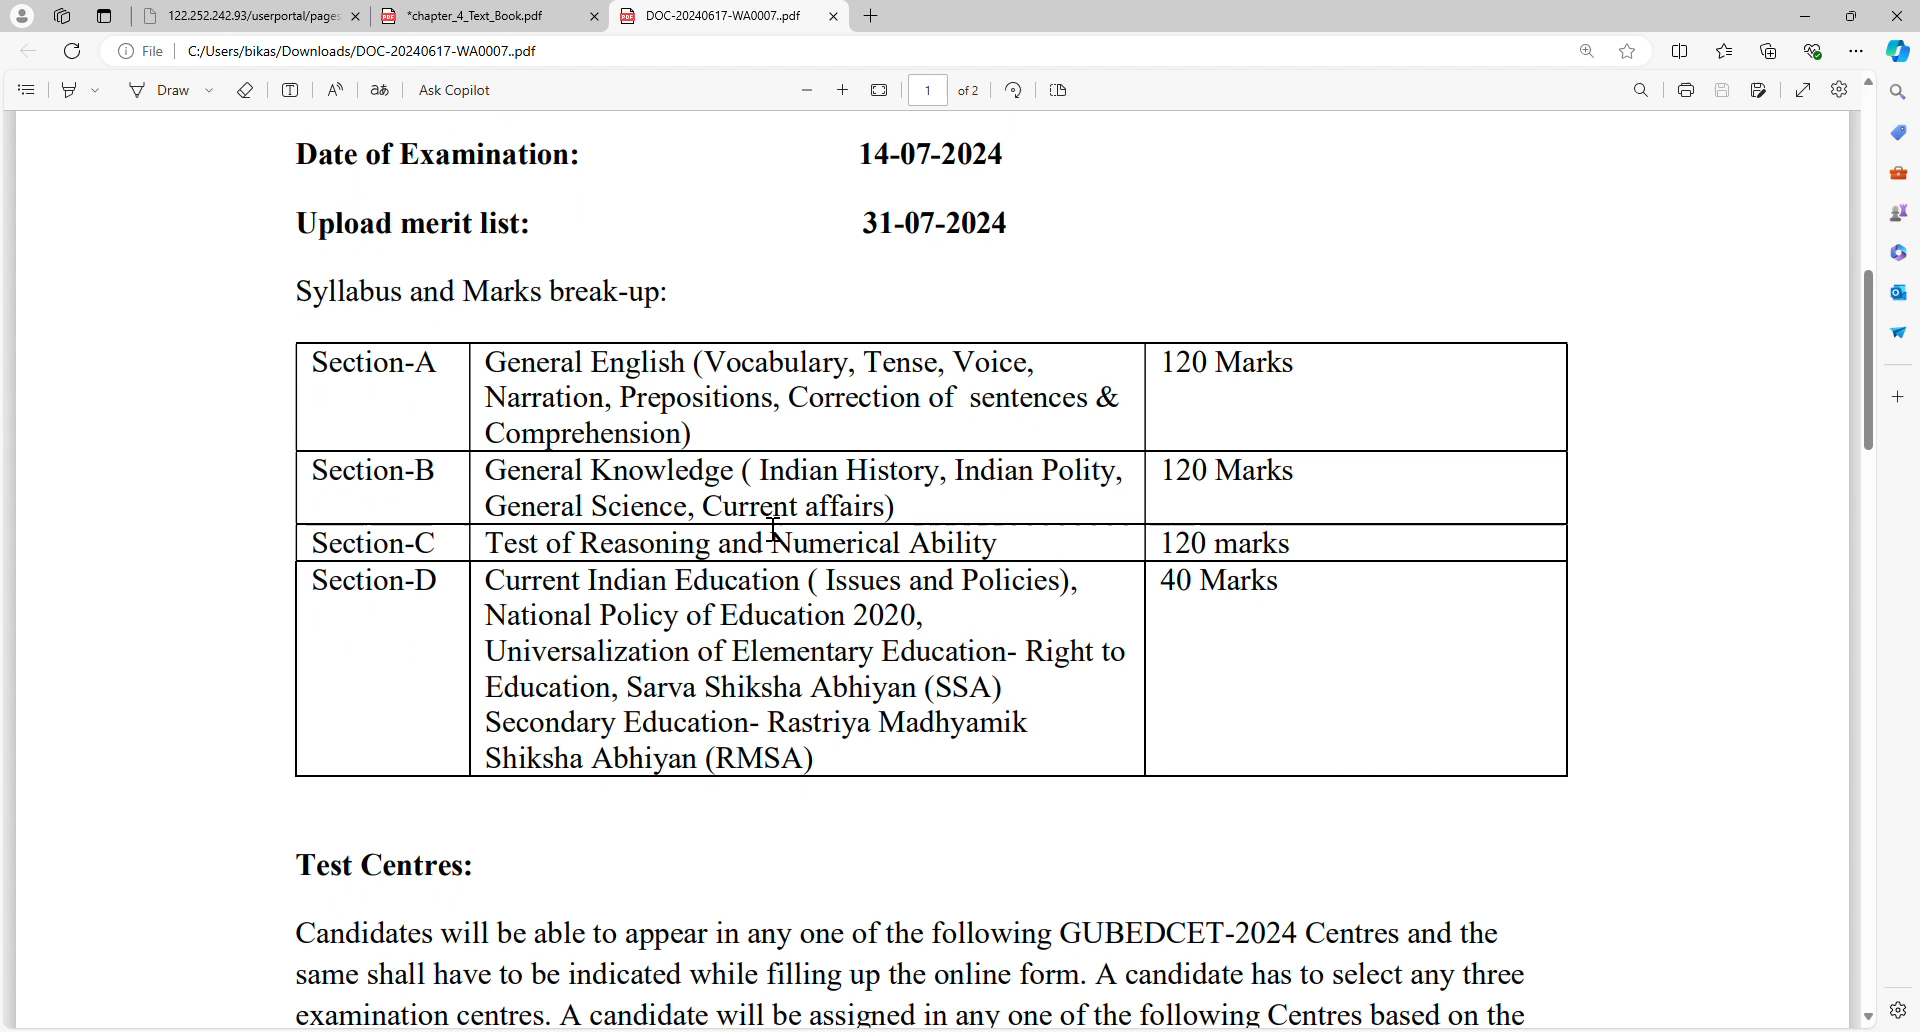 122.252.242.93/userportal/pages
*chapter_4_Text_Book.pdf
DOC-20240617-WA0007..pdf
File
C:/Users/bikas/Downloads/DOC-20240617-WA0007..pdf
Draw
Ask Copilot
1
of 2
Date of Examination: 14-07-2024
Upload merit list: 31-07-2024
Syllabus and Marks break-up:
Section-A
General English (Vocabulary, Tense, Voice,
Narration, Prepositions, Correction of sentences &
Comprehension)
120 Marks
Section-B
General Knowledge ( Indian History, Indian Polity,
General Science, Current affairs)
120 Marks
Section-C
Test of Reasoning and Numerical Ability
120 marks
Section-D
Current Indian Education ( Issues and Policies),
National Policy of Education 2020,
Universalization of Elementary Education- Right to
Education, Sarva Shiksha Abhiyan (SSA)
Secondary Education- Rastriya Madhyamik
Shiksha Abhiyan (RMSA)
40 Marks
Test Centres:
Candidates will be able to appear in any one of the following GUBEDCET-2024 Centres and the
same shall have to be indicated while filling up the online form. A candidate has to select any three
examination centres. A candidate will be assigned in any one of the following Centres based on the